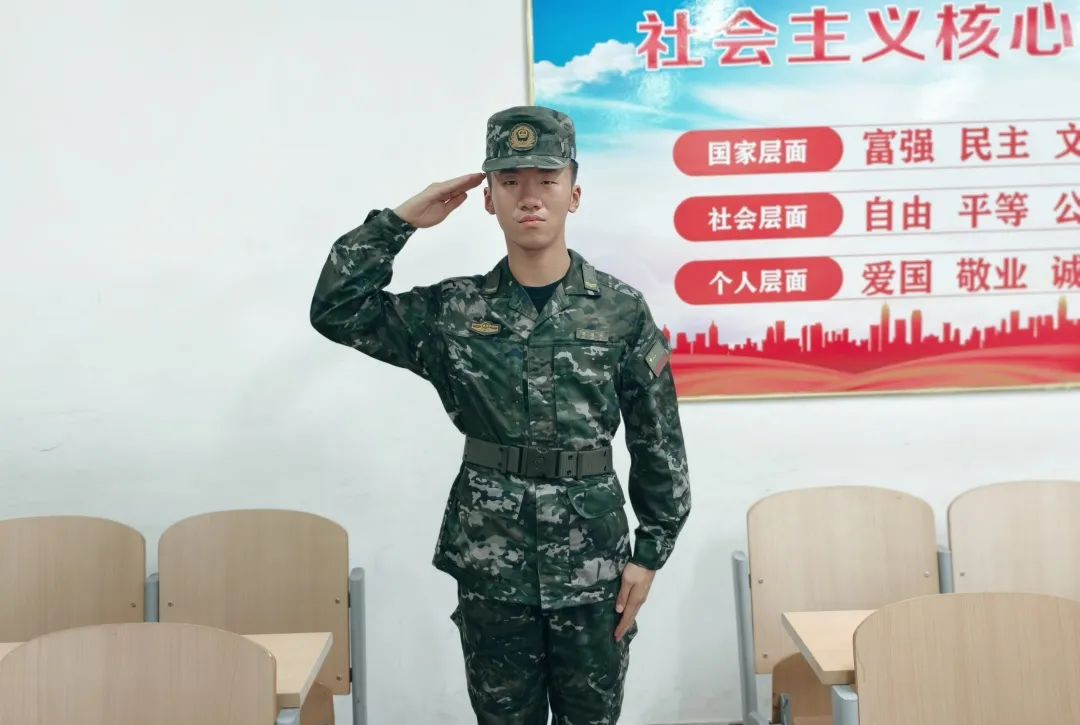 社会主义核心
国家层面 富强 民主 文
社会层面 自由 平等 公
个人层面 爱国 敬业 诚